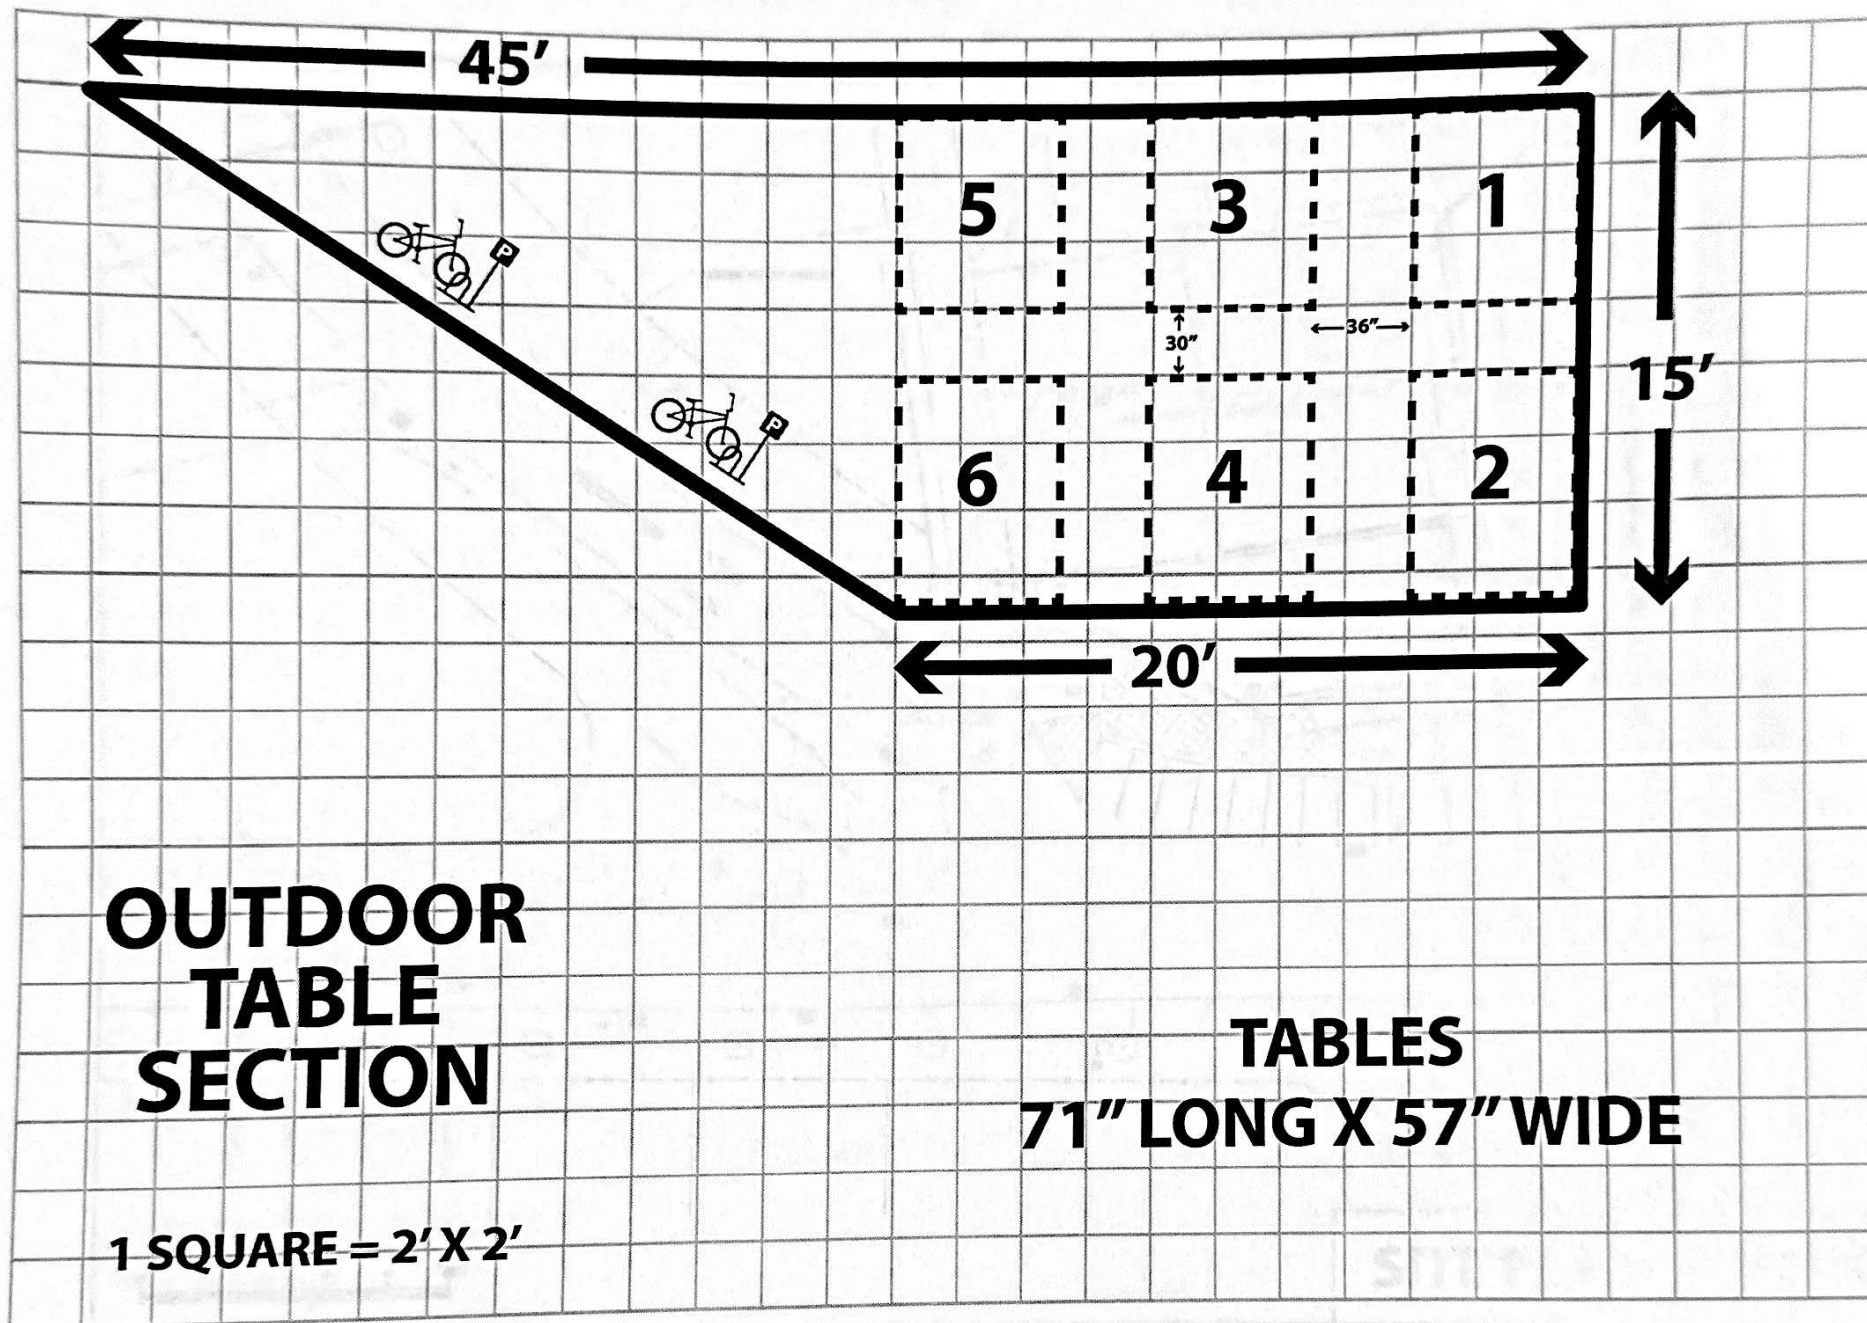 45'
5
3
1
36"
30"
15'
6
4
2
P
P
20'
OUTDOOR
TABLE
SECTION
TABLES
71" LONG X 57" WIDE
1 SQUARE = 2' X 2'